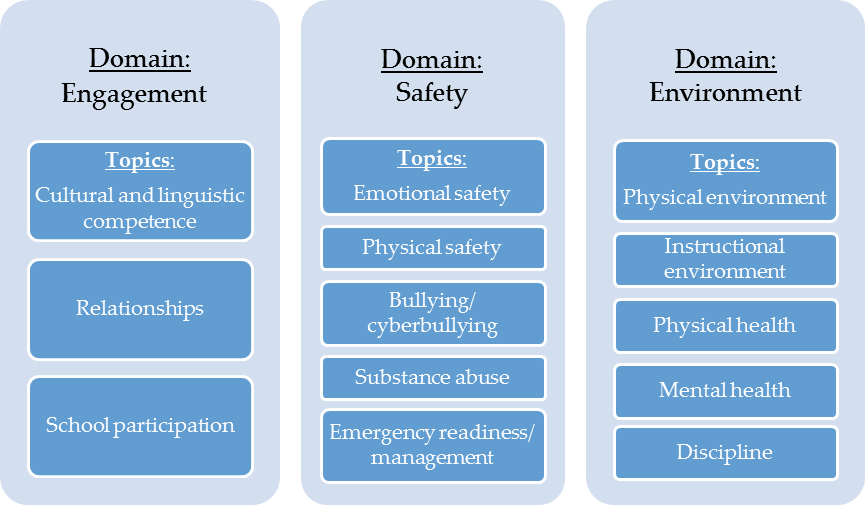 Domain:
Engagement
Topics:
Cultural and linguistic
competence
Relationships
School participation
Domain:
Safety
Topics:
Emotional safety
Physical safety
Bullying/
cyberbullying
Substance abuse
Emergency readiness/
management
Domain:
Environment
Topics:
Physical environment
Instructional
environment
Physical health
Mental health
Discipline